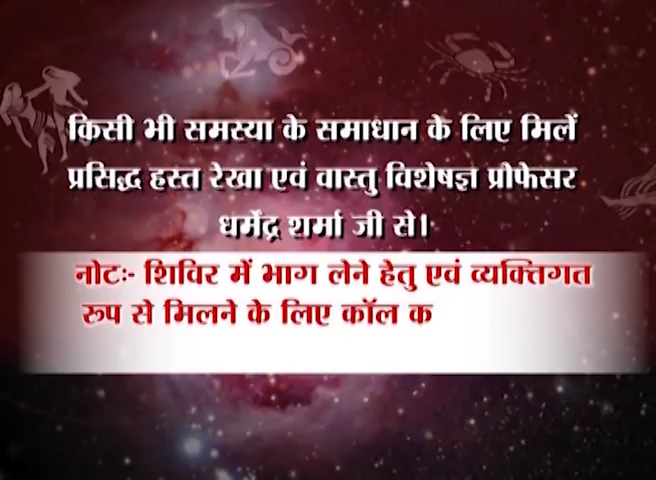 किसी भी समस्या के समाधान के लिए मिलें
प्रसिद्ध हस्त रेखा एवं वास्तु विशेषज्ञ प्रीफेसर
धर्मेंद्र शर्मा जी से।
नोटः- शिविर में भाग लेने हेतु एवं व्यक्तिगत
रूप से मिलने के लिए कॉल क